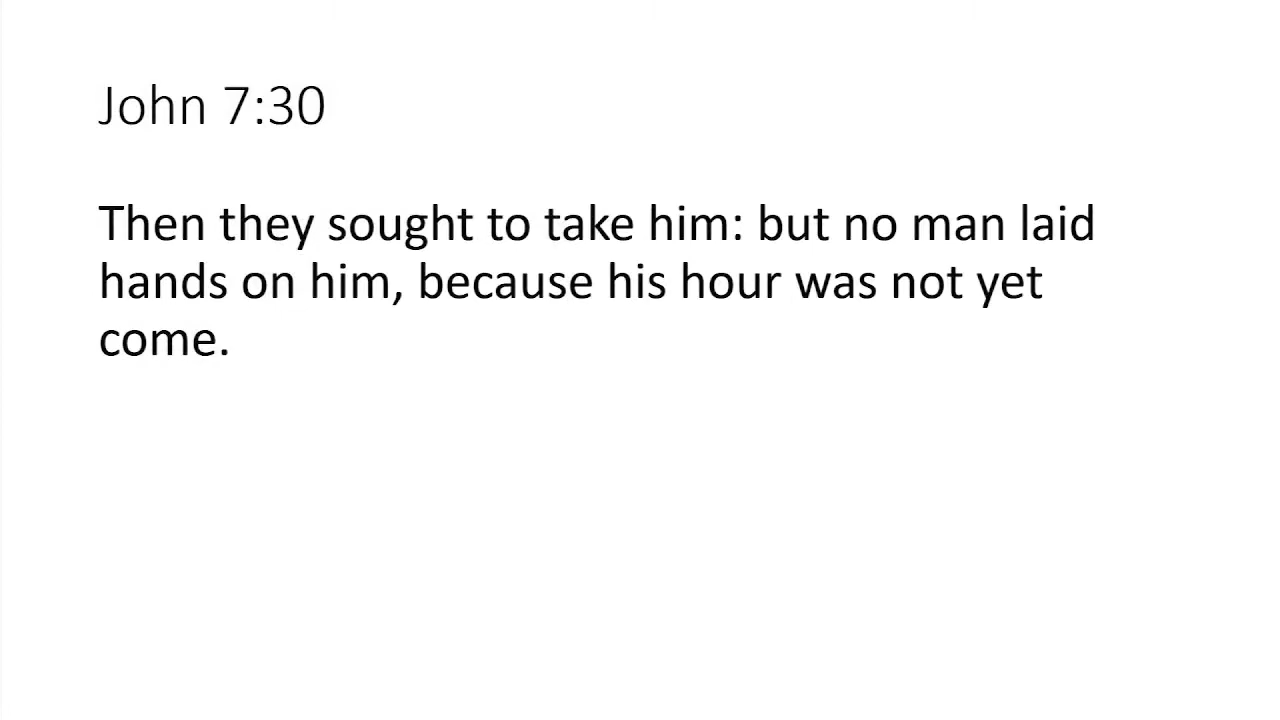 John 7:30
Then they sought to take him: but no man laid
hands on him, because his hour was not yet
come.